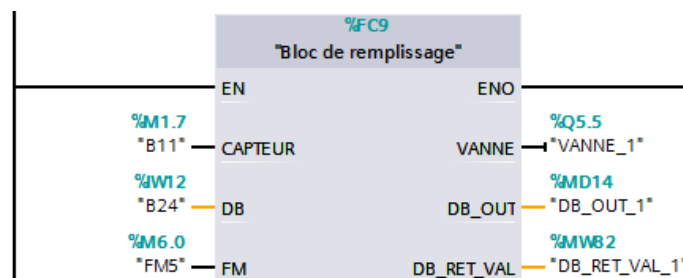 %FC9
"Bloc de remplissage"
EN ENO
%M1.7 %Q5.5
"B11" CAPTEUR VANNE "VANNE_1"
%IW12 %MD14
"B24" DB DB_OUT "DB_OUT_1"
%M6.0 %MW82
"FM5" FM DB_RET_VAL "DB_RET_VAL_1"